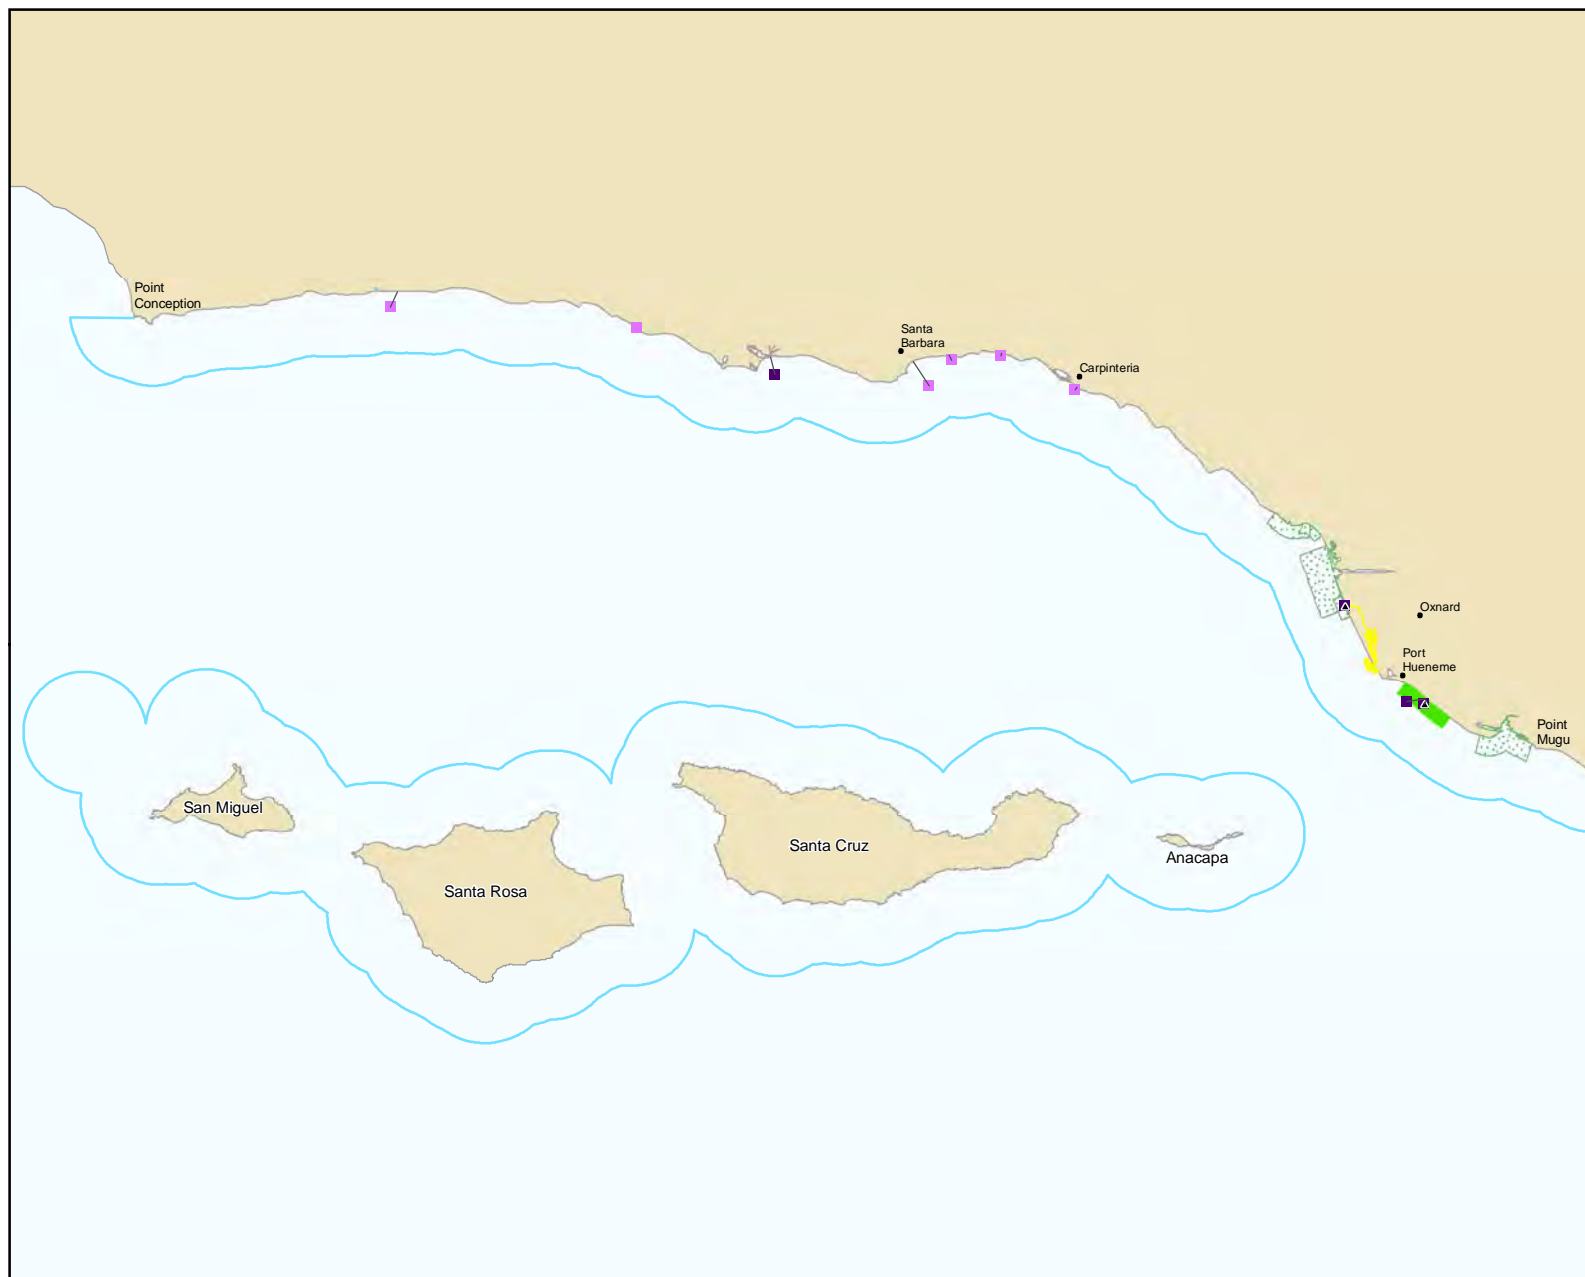 Point
Conception
Santa
Barbara
Carpinteria
Oxnard
Port
Hueneme
Point
Mugu
San Miguel
Santa Cruz
Anacapa
Santa Rosa